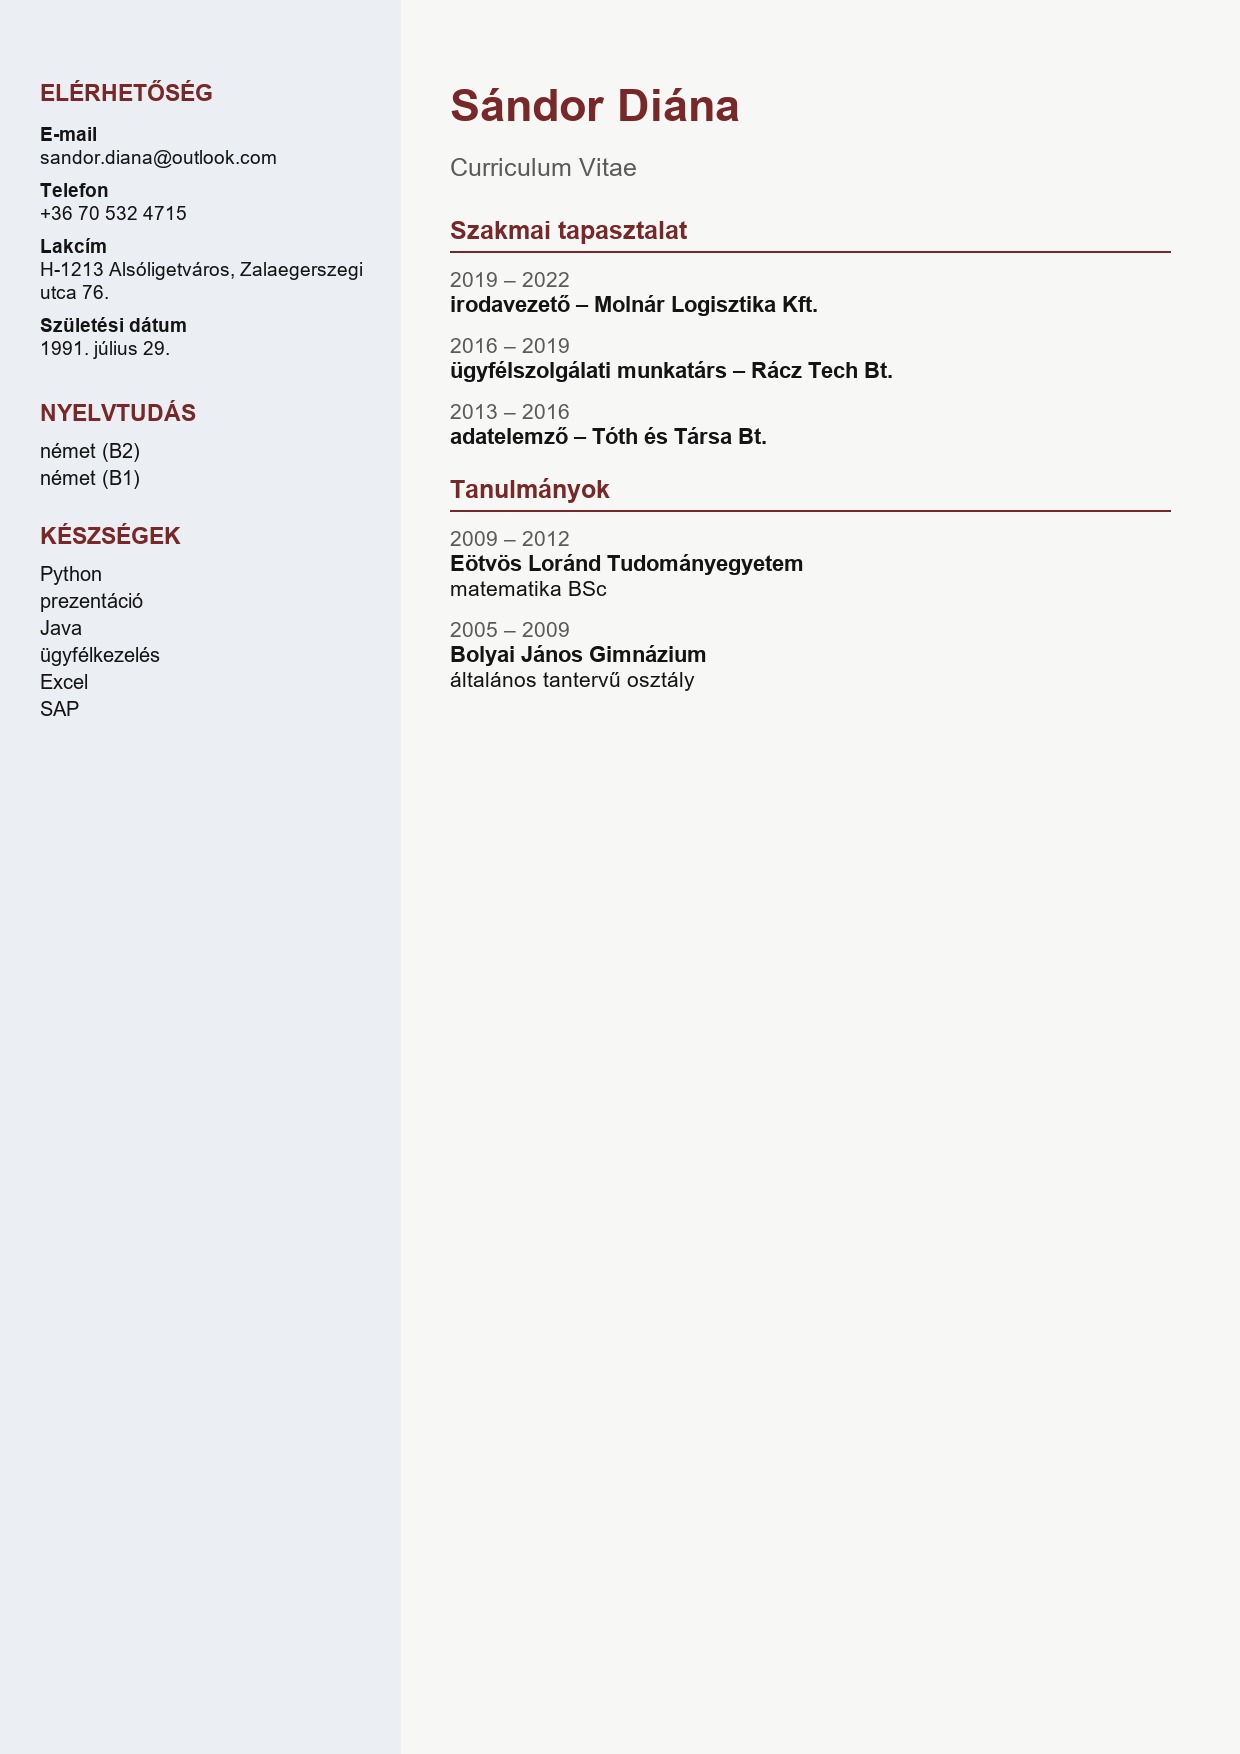 ELÉRHETŐSÉG
E-mail
sandor.diana@outlook.com
Telefon
+36 70 532 4715
Lakcím
H-1213 Alsóligetváros, Zalaegerszegi
utca 76.
Születési dátum
1991. július 29.
NYELVTUDÁS
német (B2)
német (B1)
KÉSZSÉGEK
Python
prezentáció
Java
ügyfélkezelés
Excel
SAP
Sándor Diána
Curriculum Vitae
Szakmai tapasztalat
2019 – 2022
irodavezető – Molnár Logisztika Kft.
2016 – 2019
ügyfélszolgálati munkatárs – Rácz Tech Bt.
2013 – 2016
adatelemző – Tóth és Társa Bt.
Tanulmányok
2009 – 2012
Eötvös Loránd Tudományegyetem
matematika BSc
2005 – 2009
Bolyai János Gimnázium
általános tantervű osztály